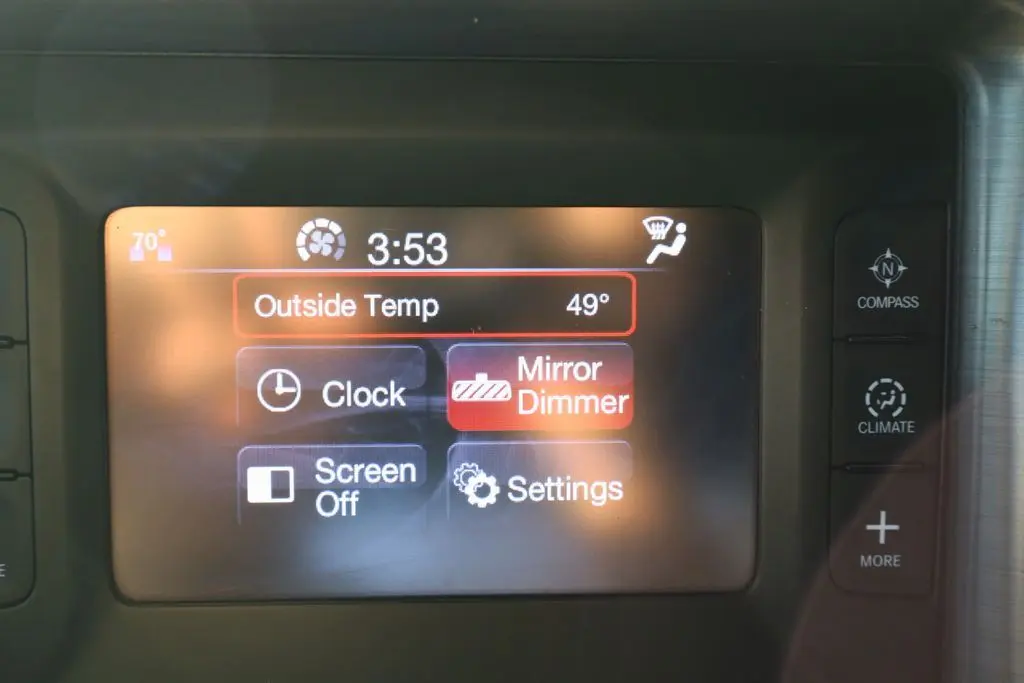 70°
3:53
Outside Temp 49°
Clock
Mirror
Dimmer
Screen
Off
Settings
N
COMPASS
CLIMATE
MORE
E